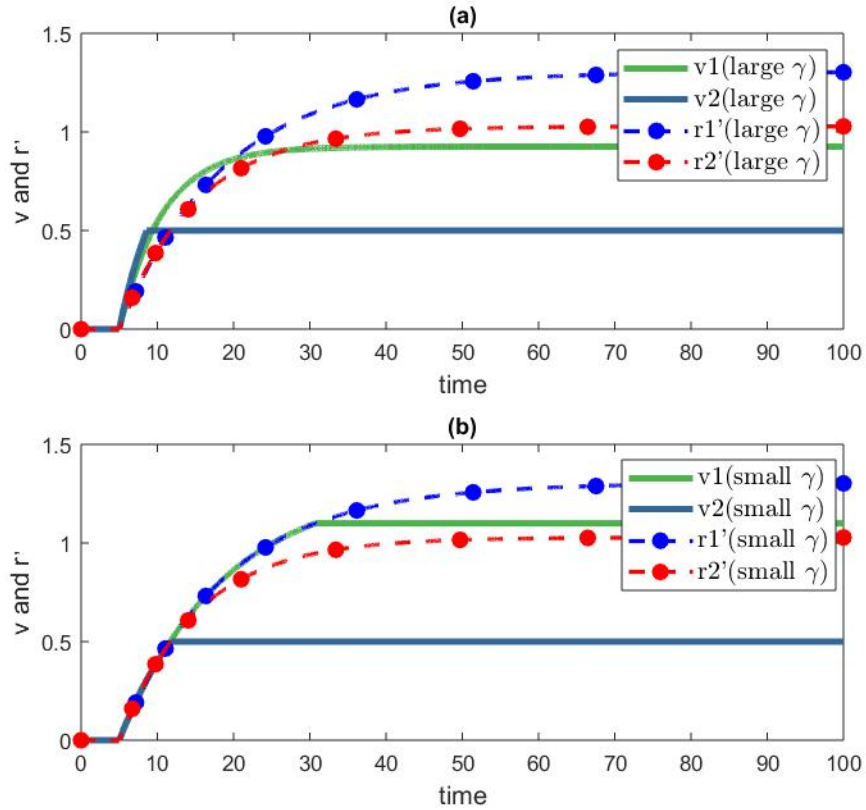 (a)
1.5
1
0.5
0
v and r'
v1(large γ)
v2(large γ)
r1'(large γ)
r2'(large γ)
0 10 20 30 40 50 60 70 80 90 100
time
(b)
1.5
1
0.5
0
v and r'
v1(small γ)
v2(small γ)
r1'(small γ)
r2'(small γ)
0 10 20 30 40 50 60 70 80 90 100
time